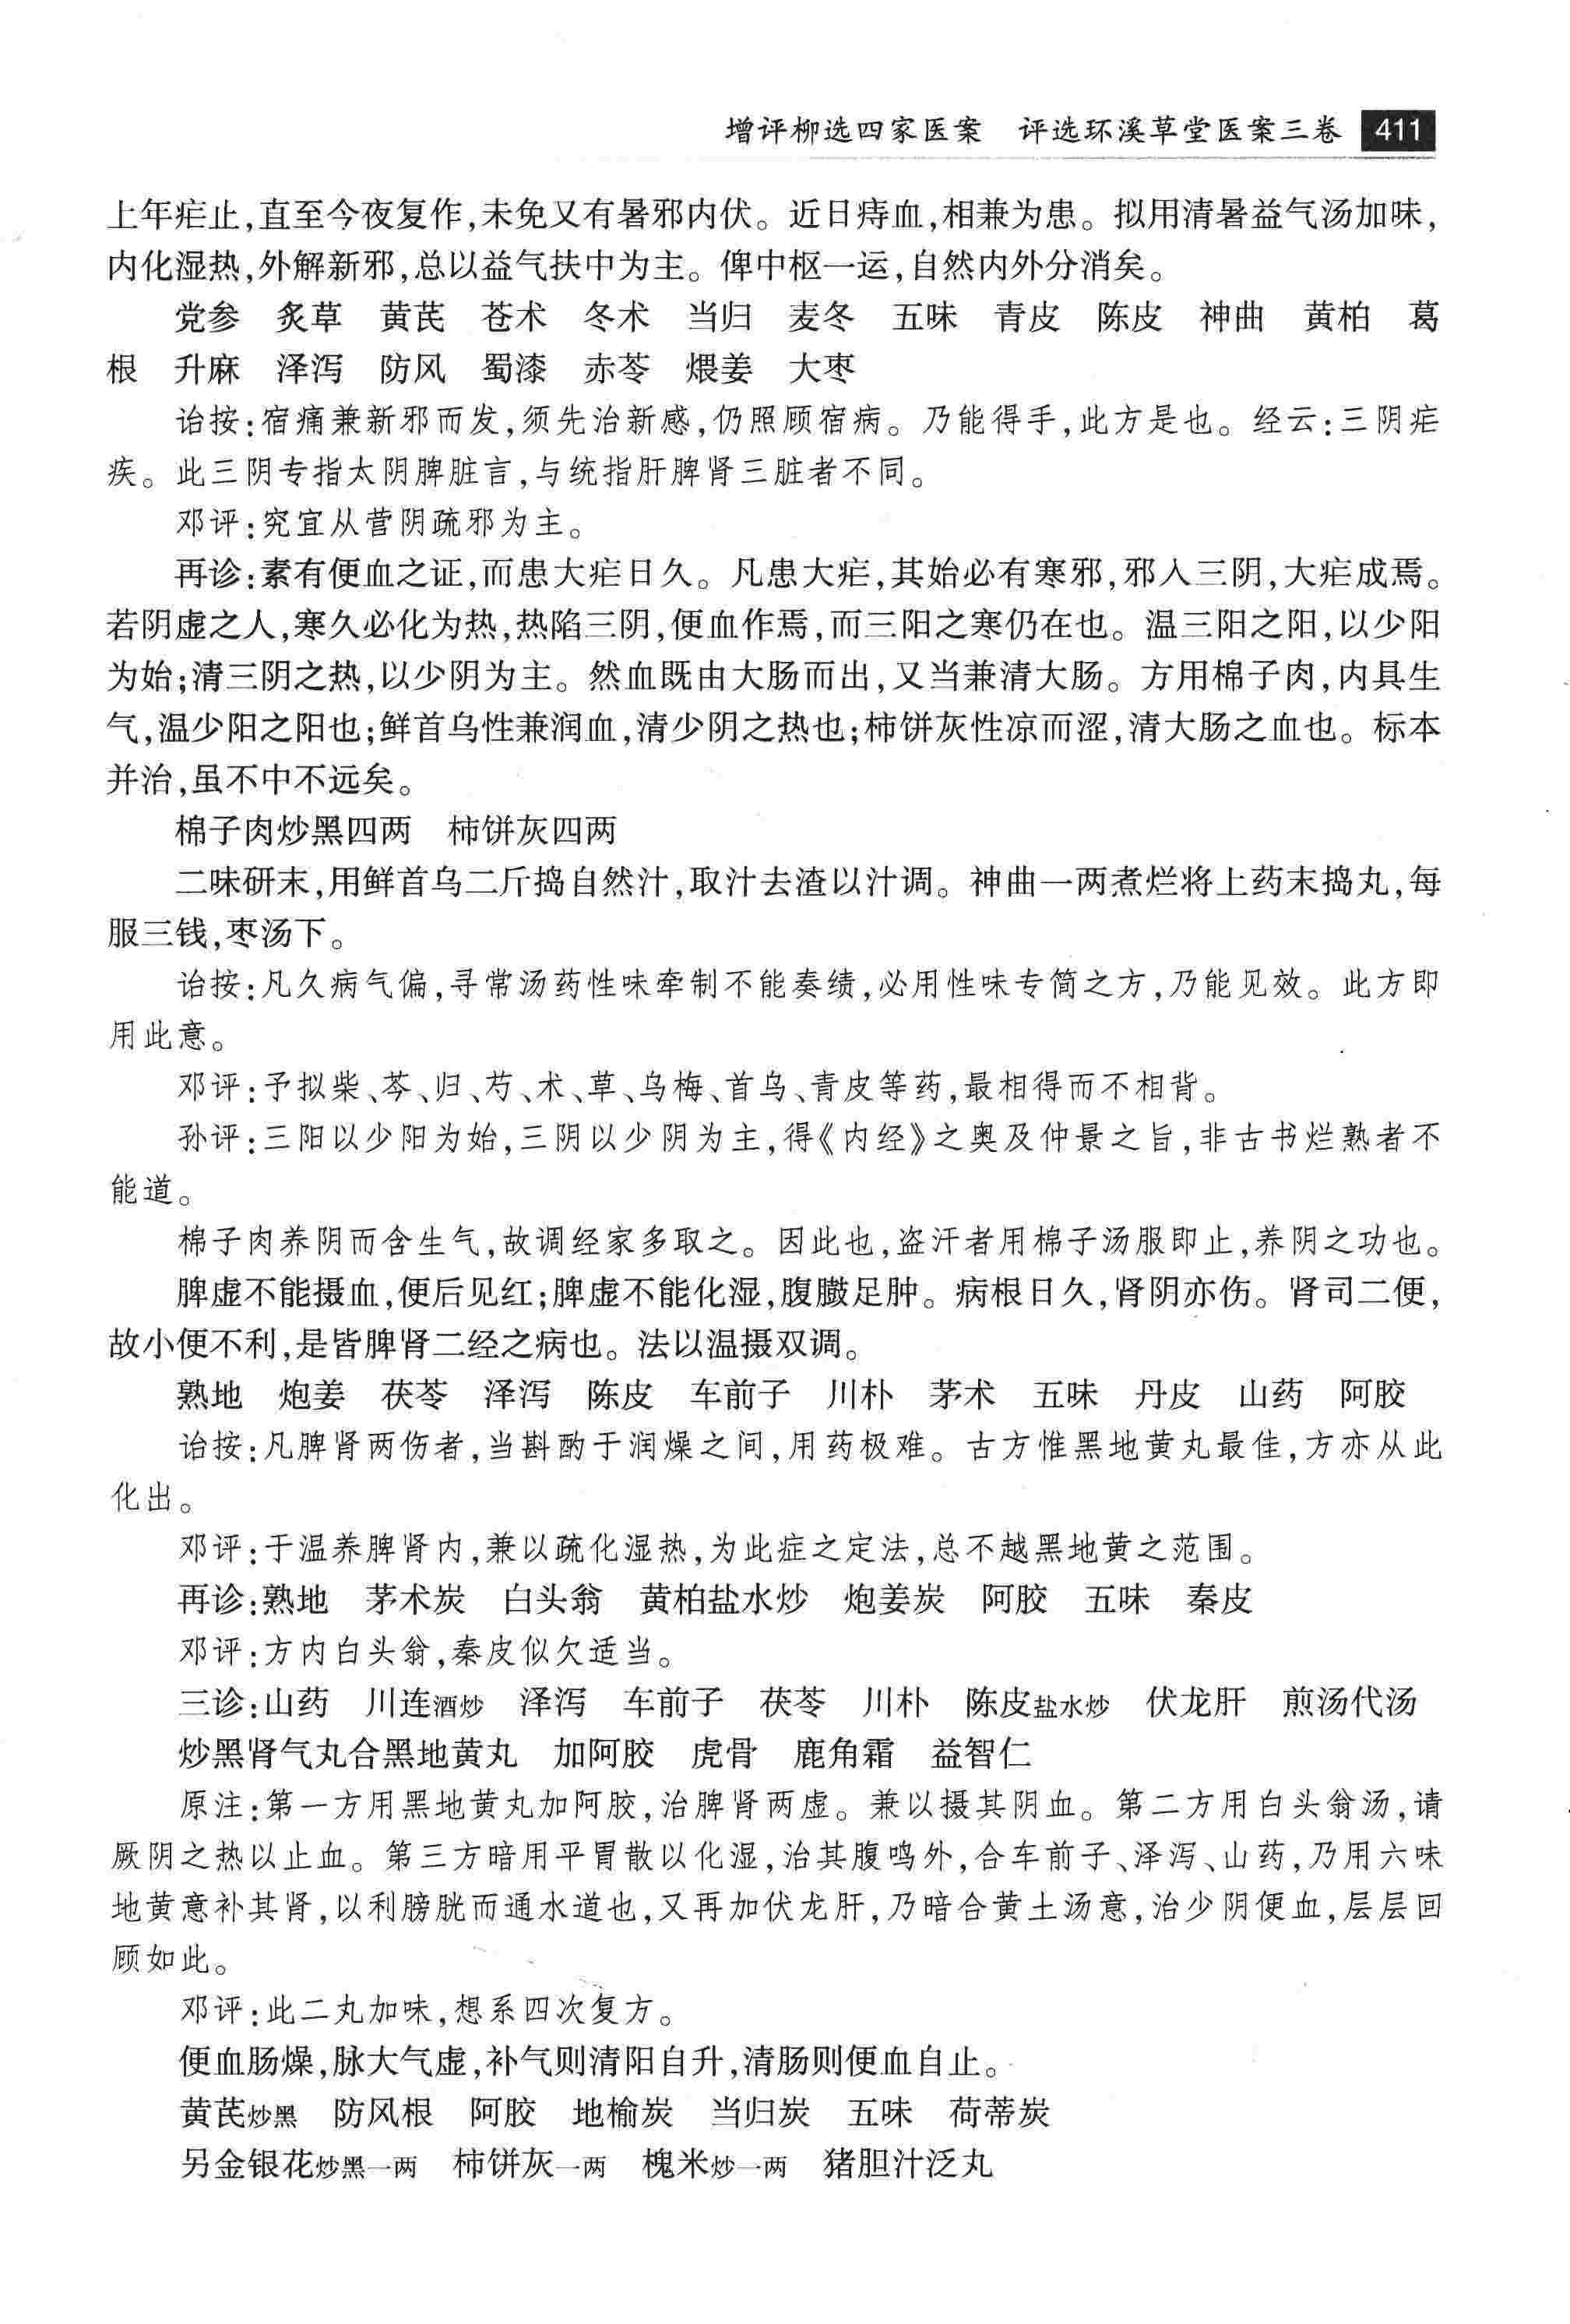 增评柳选四家医案　评选环溪草堂医案三卷 411
上年疟止,直至今夜复作,未免又有暑邪内伏。近日痔血,相兼为患。拟用清暑益气汤加味,
内化湿热,外解新邪,总以益气扶中为主。俾中枢一运,自然内外分消矣。
党参　炙草　黄芪　苍术　冬术　当归　麦冬　五味　青皮　陈皮　神曲　黄柏　葛
根　升麻　泽泻　防风　蜀漆　赤苓　煨姜　大枣
诒按:宿痛兼新邪而发,须先治新感,仍照顾宿病。乃能得手,此方是也。经云:三阴疟
疾。此三阴专指太阴脾脏言,与统指肝脾肾三脏者不同。
邓评:究宜从营阴疏邪为主。
再诊:素有便血之证,而患大疟日久。凡患大疟,其始必有寒邪,邪入三阴,大疟成焉。
若阴虚之人,寒久必化为热,热陷三阴,便血作焉,而三阳之寒仍在也。温三阳之阳,以少阳
为始;清三阴之热,以少阴为主。然血既由大肠而出,又当兼清大肠。方用棉子肉,内具生
气,温少阳之阳也;鲜首乌性兼润血,清少阴之热也;柿饼灰性凉而涩,清大肠之血也。标本
并治,虽不中不远矣。
棉子肉炒黑四两　柿饼灰四两
二味研末,用鲜首乌二斤捣自然汁,取汁去渣以汁调。神曲一两煮烂将上药末捣丸,每
服三钱,枣汤下。
诒按:凡久病气偏,寻常汤药性味牵制不能奏绩,必用性味专简之方,乃能见效。此方即
用此意。
邓评:予拟柴、芩、归、芍、术、草、乌梅、首乌、青皮等药,最相得而不相背。
孙评:三阳以少阳为始,三阴以少阴为主,得《内经》之奥及仲景之旨,非古书烂熟者不
能道。
棉子肉养阴而含生气,故调经家多取之。因此也,盗汗者用棉子汤服即止,养阴之功也。
脾虚不能摄血,便后见红;脾虚不能化湿,腹臌足肿。病根日久,肾阴亦伤。肾司二便,
故小便不利,是皆脾肾二经之病也。法以温摄双调。
熟地　炮姜　茯苓　泽泻　陈皮　车前子　川朴　茅术　五味　丹皮　山药　阿胶
诒按:凡脾肾两伤者,当斟酌于润燥之间,用药极难。古方惟黑地黄丸最佳,方亦从此
化出。
邓评:于温养脾肾内,兼以疏化湿热,为此症之定法,总不越黑地黄之范围。
再诊:熟地　茅术炭　白头翁　黄柏盐水炒　炮姜炭　阿胶　五味　秦皮
邓评:方内白头翁,秦皮似欠适当。
三诊:山药　川连酒炒　泽泻　车前子　茯苓　川朴　陈皮盐水炒　伏龙肝　煎汤代汤
炒黑肾气丸合黑地黄丸　加阿胶　虎骨　鹿角霜　益智仁
原注:第一方用黑地黄丸加阿胶,治脾肾两虚。兼以摄其阴血。第二方用白头翁汤,请
厥阴之热以止血。第三方暗用平胃散以化湿,治其腹鸣外,合车前子、泽泻、山药,乃用六味
地黄意补其肾,以利膀胱而通水道也,又再加伏龙肝,乃暗合黄土汤意,治少阴便血,层层回
顾如此。
邓评:此二丸加味,想系四次复方。
便血肠燥,脉大气虚,补气则清阳自升,清肠则便血自止。
黄芪炒黑　防风根　阿胶　地榆炭　当归炭　五味　荷蒂炭
另金银花炒黑一两　柿饼灰一两　槐米炒一两　猪胆汁泛丸